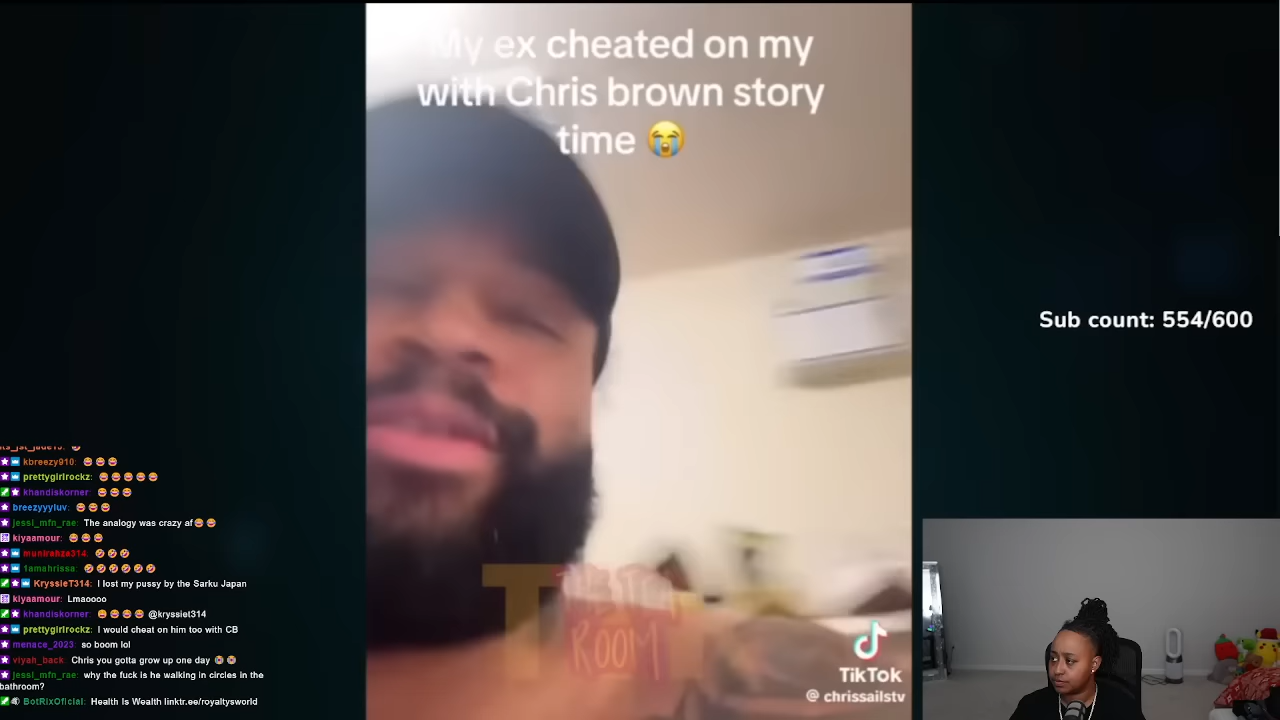 My ex cheated on my
with Chris brown story
time 😭
Sub count: 554/600
kbreezy910:
prettygirlrockz:
khandiskorner:
breezyyyluv:
jessi_mfn_rae: The analogy was crazy af
kiyaamour:
munirehze314:
1amahrissa:
KryssieT314: I lost my pussy by the Sarku Japan
kiyaamour: Lmaoooo
khandiskorner: @kryssiet314
prettygirlrockz: I would cheat on him too with CB
menace_2023: so boom lol
viyah_back: Chris you gotta grow up one day
jessi_mfn_rae: why the fuck is he walking in circles in the
bathroom?
BotRixOficial: Health Is Wealth linktr.ee/royaltysworld
ROOM
TikTok
@ chrissailstv